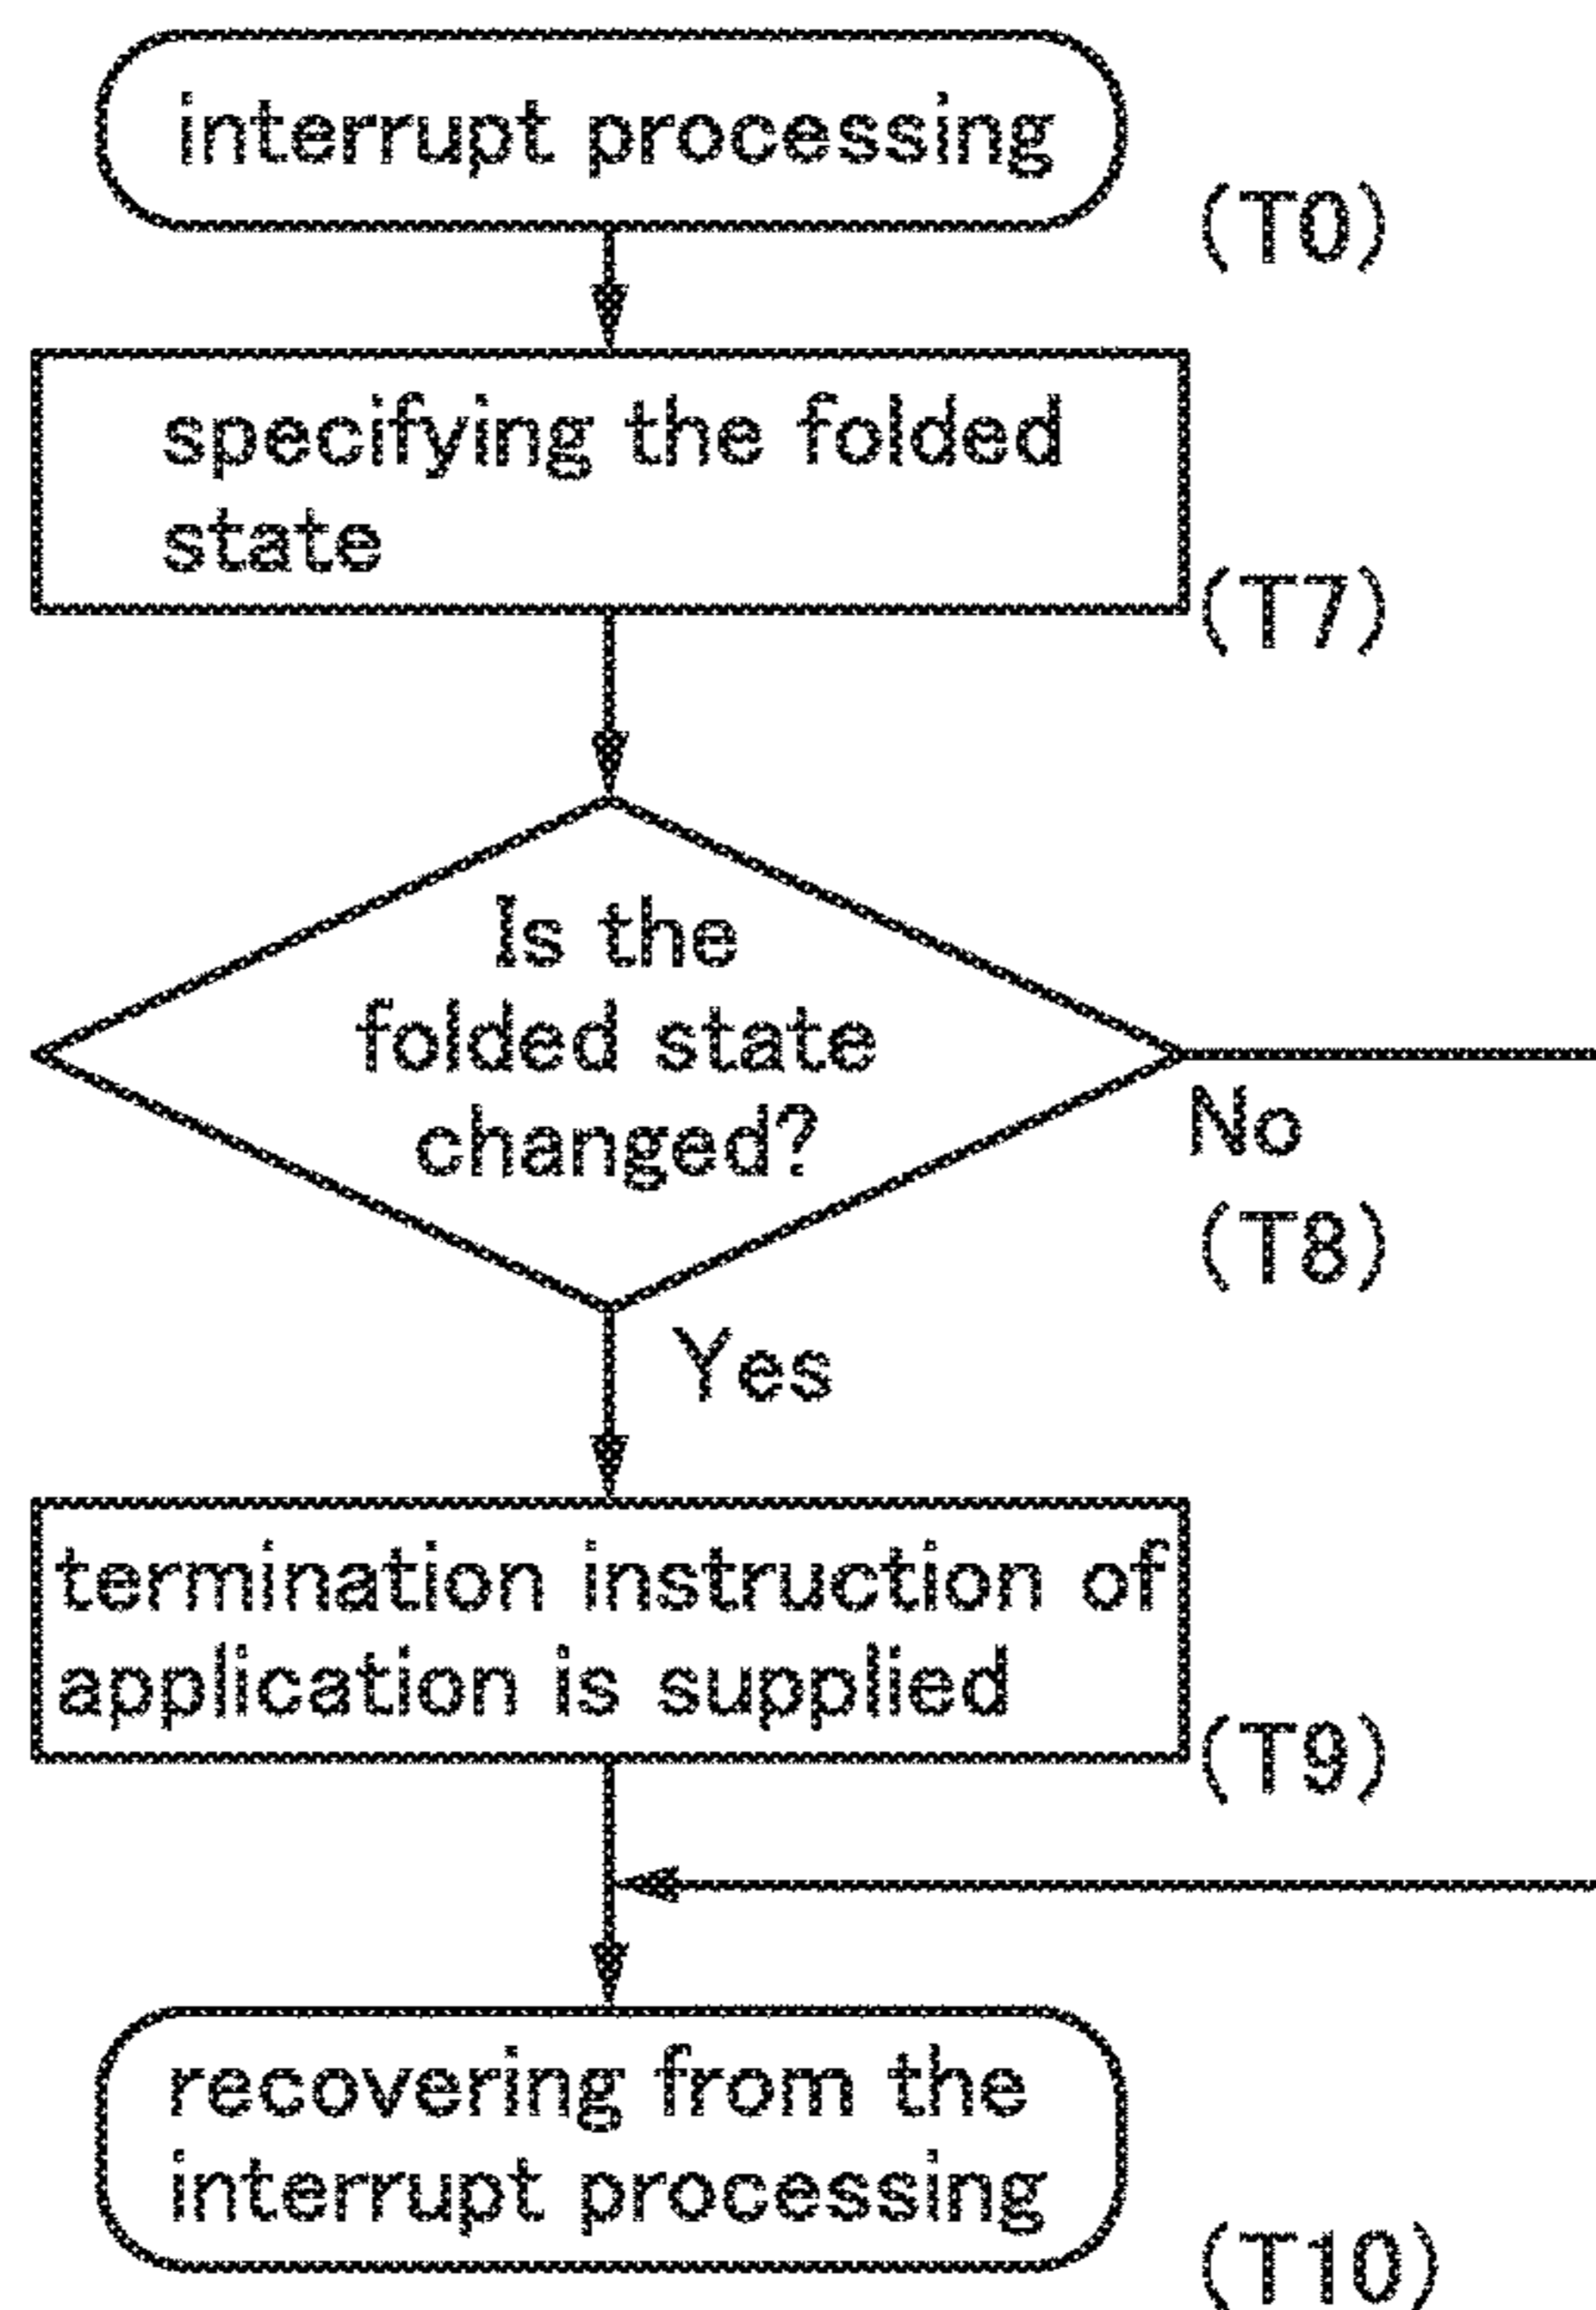 interrupt processing
(T0)
specifying the folded
state
(T7)
Is the
folded state
changed?
No
(T8)
Yes
termination instruction of
application is supplied
(T9)
recovering from the
interrupt processing
(T10)